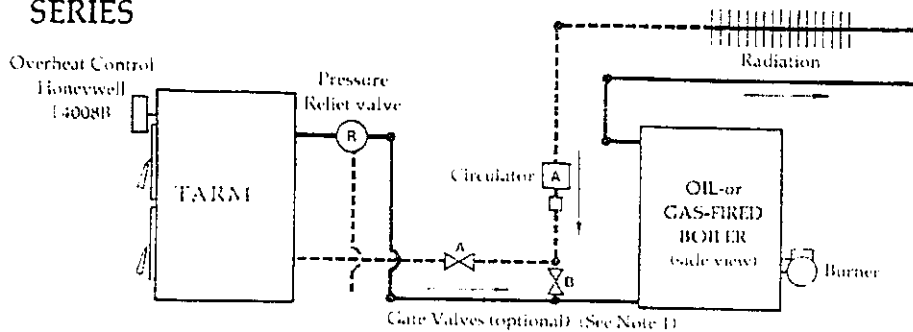 SERIES
Overheat Control
Honeywell
L4008B
Pressure
Relief valve
R
TARM
Radiation
Circulator
A
OIL-or
GAS-FIRED
BOILER
(side view)
Burner
A
B
Gate Valves (optional) (See Note 1)